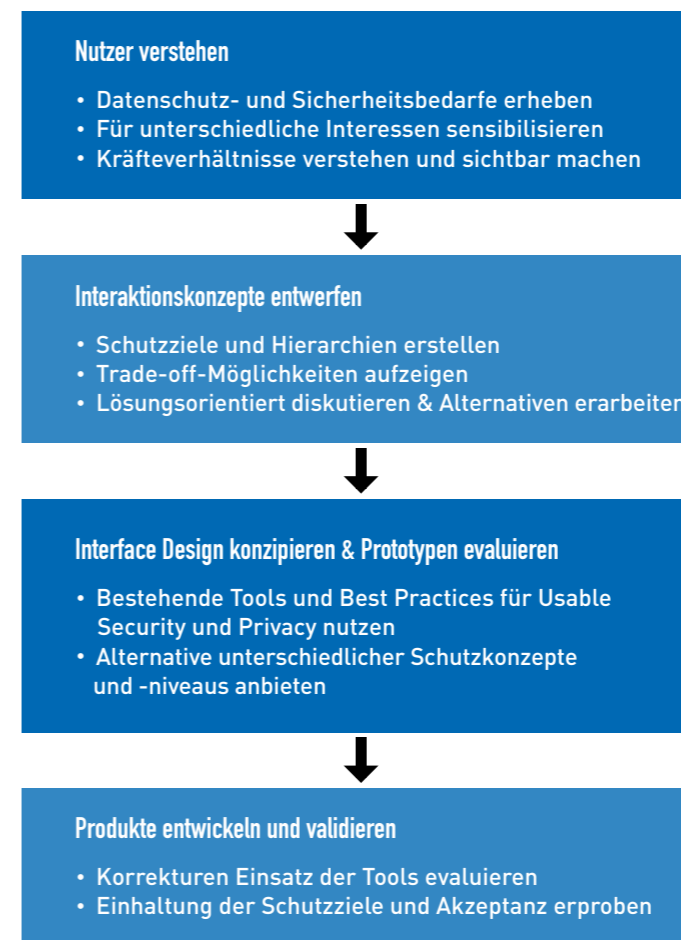 Nutzer verstehen
• Datenschutz- und Sicherheitsbedarfe erheben
• Für unterschiedliche Interessen sensibilisieren
• Kräfteverhältnisse verstehen und sichtbar machen
Interaktionskonzepte entwerfen
• Schutzziele und Hierarchien erstellen
• Trade-off-Möglichkeiten aufzeigen
• Lösungsorientiert diskutieren & Alternativen erarbeiten
Interface Design konzipieren & Prototypen evaluieren
• Bestehende Tools und Best Practices für Usable
Security und Privacy nutzen
• Alternative unterschiedlicher Schutzkonzepte
und -niveaus anbieten
Produkte entwickeln und validieren
• Korrekturen Einsatz der Tools evaluieren
• Einhaltung der Schutzziele und Akzeptanz erproben